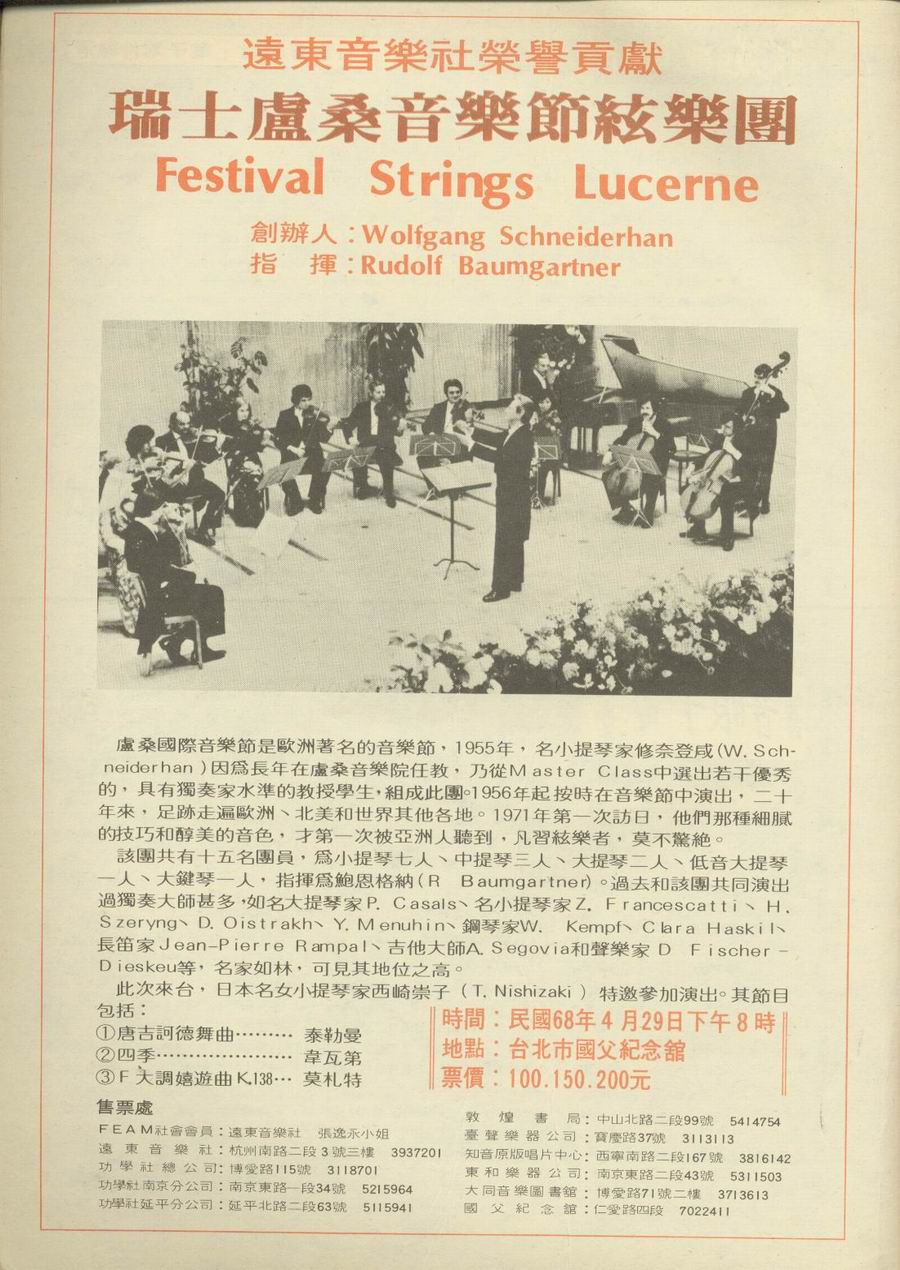 遠東音樂社榮譽貢獻
瑞士盧桑音樂節絃樂團
Festival Strings Lucerne
創辦人：Wolfgang Schneiderhan
指　揮：Rudolf Baumgartner
盧桑國際音樂節是歐洲著名的音樂節，1955年，名小提琴家修奈登咸(W. Sch-
neiderhan)因爲長年在盧桑音樂院任教，乃從Master Class中選出若干優秀
的，具有獨奏家水準的教授學生，組成此團。1956年起按時在音樂節中演出，二十
年來，足跡走遍歐洲、北美和世界其他各地。1971年第一次訪日，他們那種細膩
的技巧和醇美的音色，才第一次被亞洲人聽到，凡習絃樂者，莫不驚絶。
該團共有十五名團員，爲小提琴七人、中提琴三人、大提琴二人、低音大提琴
一人、大鍵琴一人，指揮爲鮑恩格納(R Baumgartner)。過去和該團共同演出
過獨奏大師甚多，如名大提琴家P. Casals、名小提琴家Z. Francescatti、H.
Szeryng、D. Oistrakh、Y. Menuhin、鋼琴家W. Kempf、Clara Haskil、
長笛家Jean-Pierre Rampal、吉他大師A. Segovia和聲樂家 D Fischer-
Dieskeu等，名家如林，可見其地位之高。
此次來台，日本名女小提琴家西崎崇子（T. Nishizaki）特邀參加演出。其節目
包括：
①唐吉訶德舞曲⋯⋯⋯ 泰勒曼
②四季⋯⋯⋯⋯⋯⋯⋯ 韋瓦第
③F大調嬉遊曲K.138⋯ 莫札特
時間：民國68年4月29日下午8時
地點：台北市國父紀念舘
票價：100.150.200元
售票處
FEAM社會會員：遠東音樂社　張逸永小姐
遠東音樂社：杭州南路二段3號三樓 3937201
功學社總公司：博愛路115號 3118701
功學社南京分公司：南京東路一段34號 5215964
功學社延平分公司：延平北路二段63號 5115941
敦煌書局：中山北路二段99號 5414754
臺聲樂器公司：寶慶路37號 3113113
知音原版唱片中心：西寧南路二段167號 3816142
東和樂器公司：南京東路二段43號 5311503
大同音樂圖書舘：博愛路71號二樓 3713613
國父紀念舘：仁愛路四段 7022411